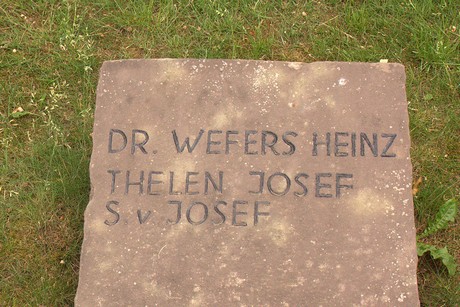 DR. WEFERS HEINZ
THELEN JOSEF
S. v JOSEF